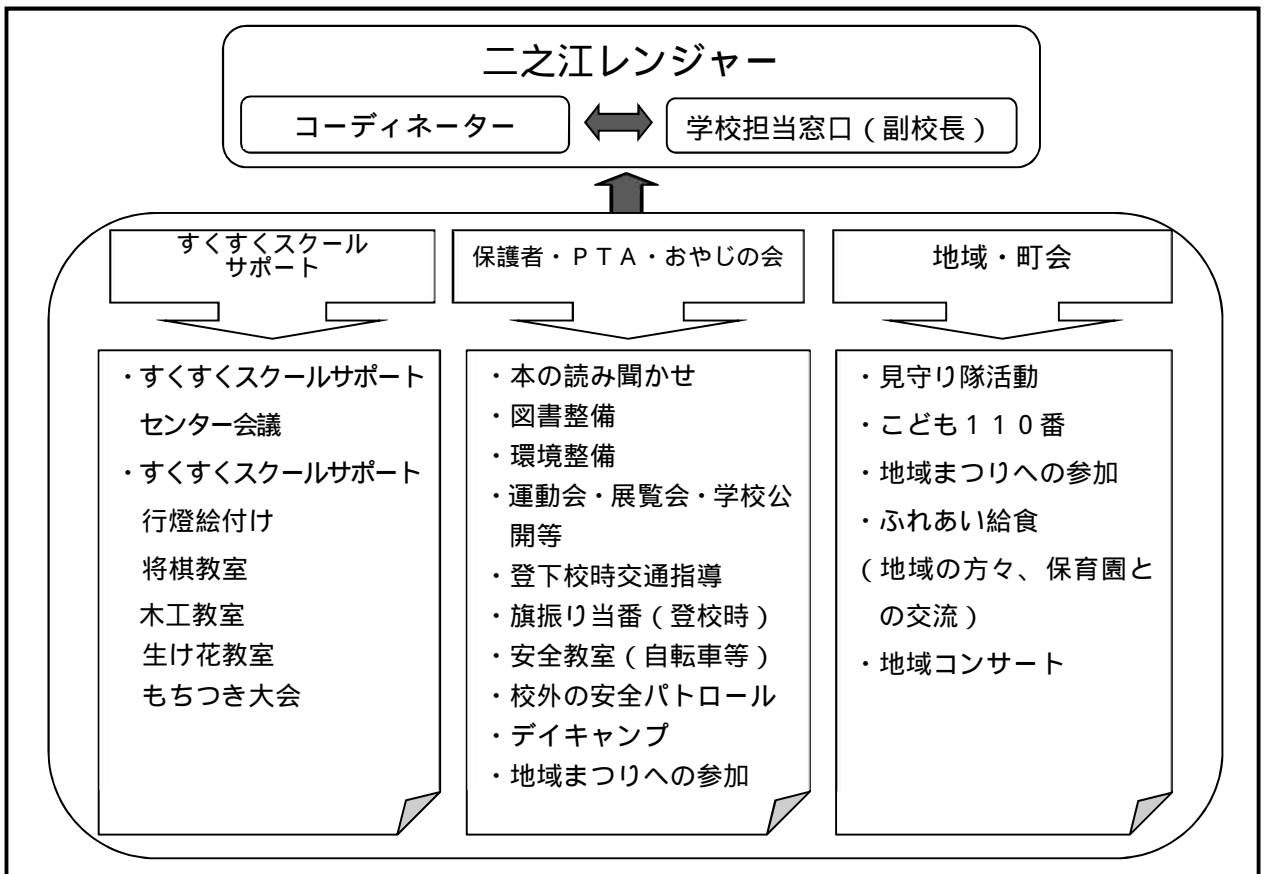 二之江レンジャー
コーディネーター
学校担当窓口（副校長）
すくすくスクール
サポート
・すくすくスクールサポート
センター会議
・すくすくスクールサポート
行燈絵付け
将棋教室
木工教室
生け花教室
もちつき大会
保護者・ＰＴＡ・おやじの会
・本の読み聞かせ
・図書整備
・環境整備
・運動会・展覧会・学校公
開等
・登下校時交通指導
・旗振り当番（登校時）
・安全教室（自転車等）
・校外の安全パトロール
・デイキャンプ
・地域まつりへの参加
地域・町会
・見守り隊活動
・こども１１０番
・地域まつりへの参加
・ふれあい給食
（地域の方々、保育園と
の交流）
・地域コンサート